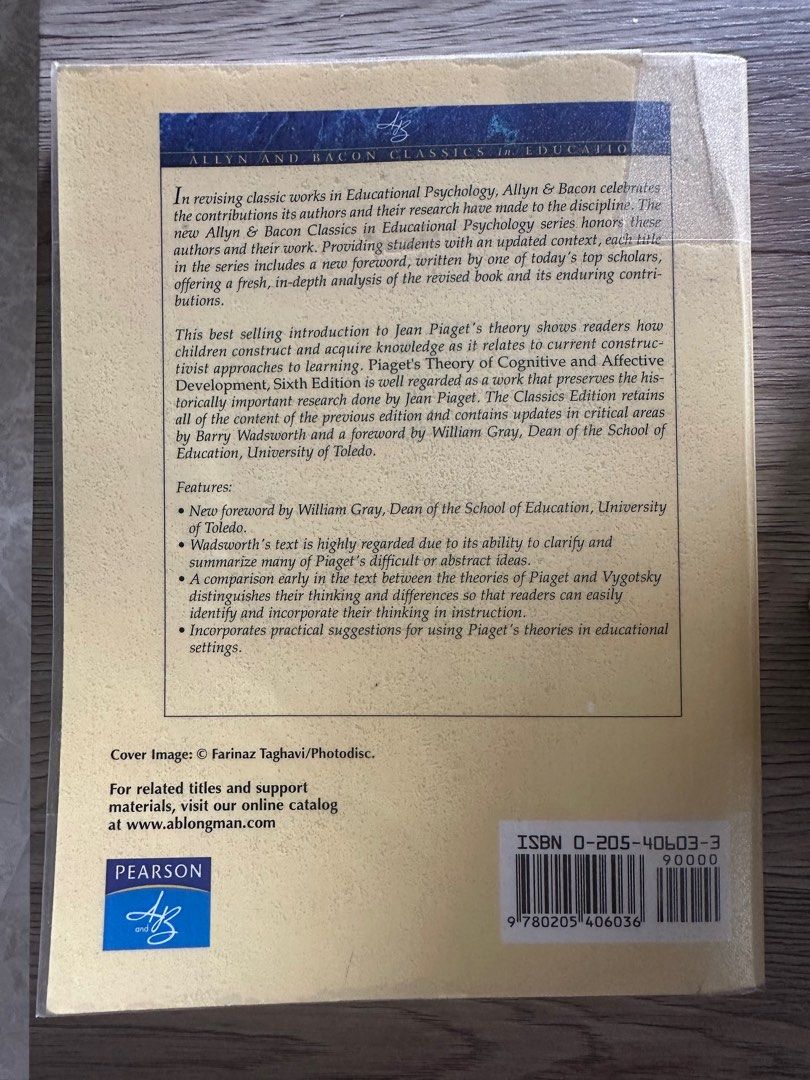 AB
ALLYN AND BACON CLASSICS in EDUCATION
In revising classic works in Educational Psychology, Allyn & Bacon celebrates
the contributions its authors and their research have made to the discipline. The
new Allyn & Bacon Classics in Educational Psychology series honors these
authors and their work. Providing students with an updated context, each title
in the series includes a new foreword, written by one of today's top scholars,
offering a fresh, in-depth analysis of the revised book and its enduring contri-
butions.
This best selling introduction to Jean Piaget's theory shows readers how
children construct and acquire knowledge as it relates to current construc-
tivist approaches to learning. Piaget's Theory of Cognitive and Affective
Development, Sixth Edition is well regarded as a work that preserves the his-
torically important research done by Jean Piaget. The Classics Edition retains
all of the content of the previous edition and contains updates in critical areas
by Barry Wadsworth and a foreword by William Gray, Dean of the School of
Education, University of Toledo.
Features:
• New foreword by William Gray, Dean of the School of Education, University
of Toledo.
• Wadsworth's text is highly regarded due to its ability to clarify and
summarize many of Piaget's difficult or abstract ideas.
• A comparison early in the text between the theories of Piaget and Vygotsky
distinguishes their thinking and differences so that readers can easily
identify and incorporate their thinking in instruction.
• Incorporates practical suggestions for using Piaget's theories in educational
settings.
Cover Image: © Farinaz Taghavi/Photodisc.
For related titles and support
materials, visit our online catalog
at www.ablongman.com
PEARSON
A and B
ISBN 0-205-40603-3
90000
9 780205 406036